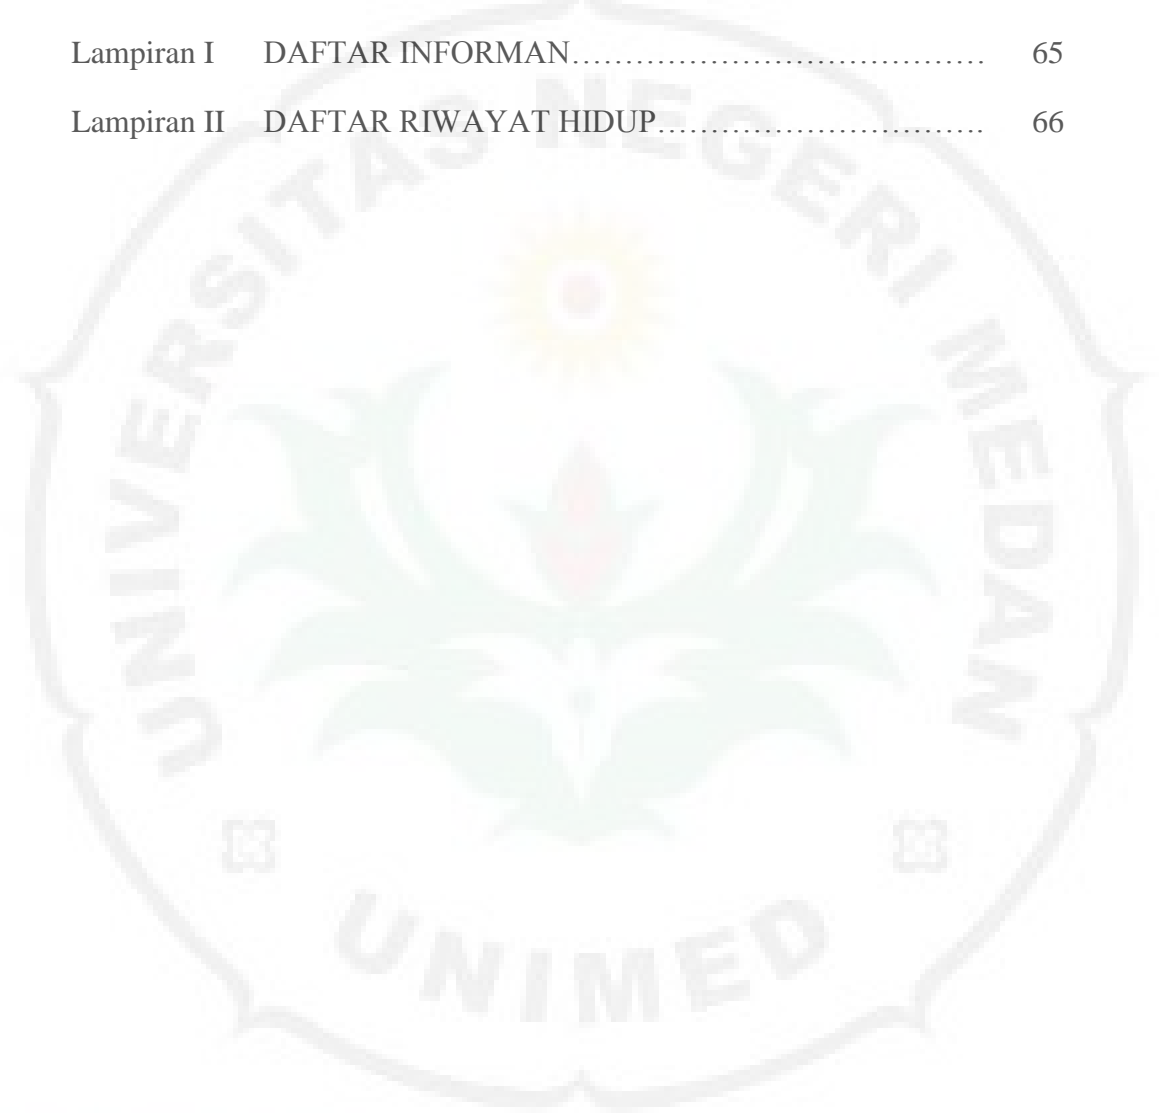 Lampiran I DAFTAR INFORMAN………………………………… 65
Lampiran II DAFTAR RIWAYAT HIDUP…………………………. 66
UNIVERSITAS NEGERI MEDAN
UNIMED